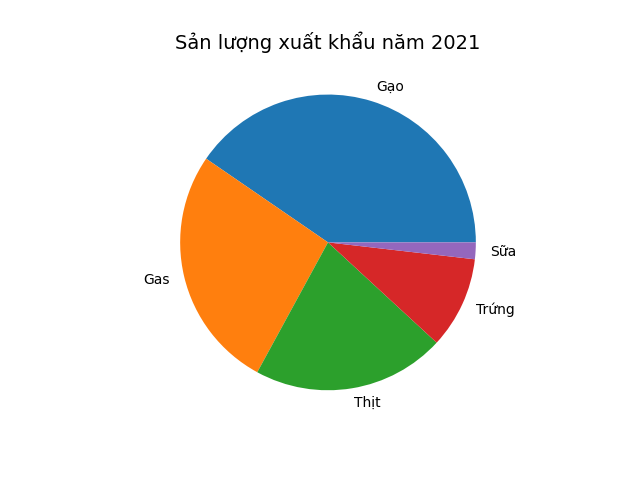 Sản lượng xuất khẩu năm 2021
Gạo
Gas
Sữa
Trứng
Thịt